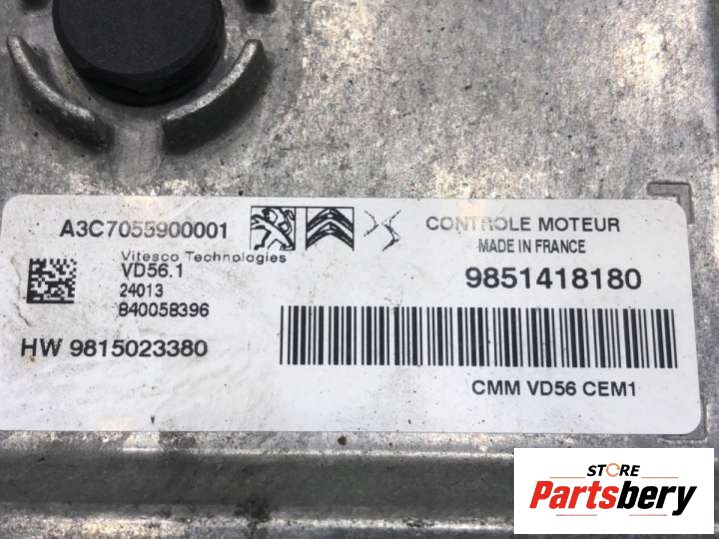 A3C7055900001
CONTROLE MOTEUR
MADE IN FRANCE
Vitesco Technologies
VD56.1
24013
840058396
9851418180
HW 9815023380
CMM VD56 CEM1
STORE
Partsbery